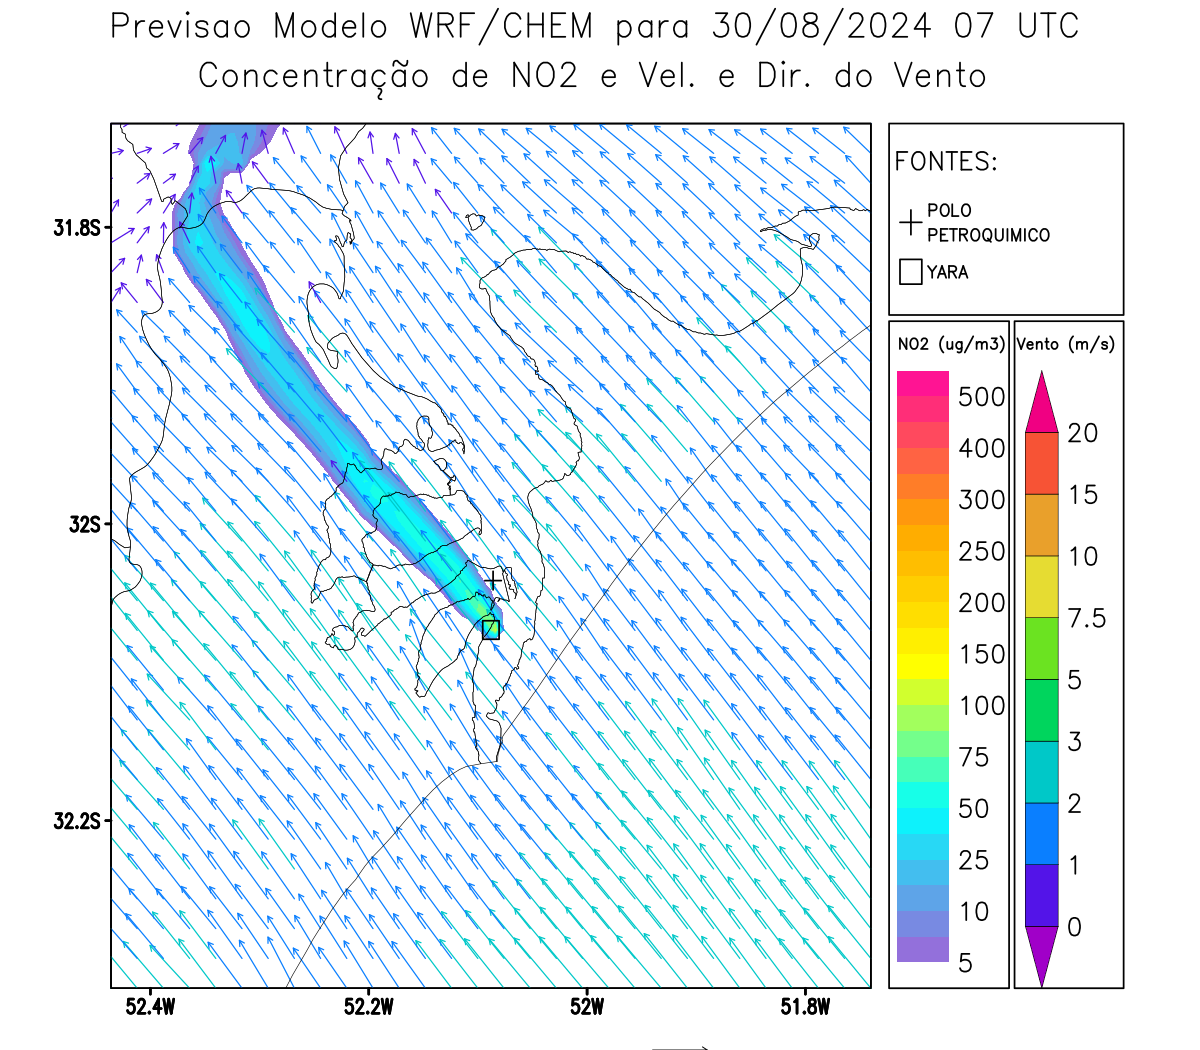 Previsao Modelo WRF/CHEM para 30/08/2024 07 UTC
Concentração de NO2 e Vel. e Dir. do Vento
FONTES:
POLO
PETROQUIMICO
YARA
NO2 (ug/m3)
500
400
300
250
200
150
100
75
50
25
10
5
Vento (m/s)
20
15
10
7.5
5
3
2
1
0
31.8S
32S
32.2S
52.4W
52.2W
52W
51.8W